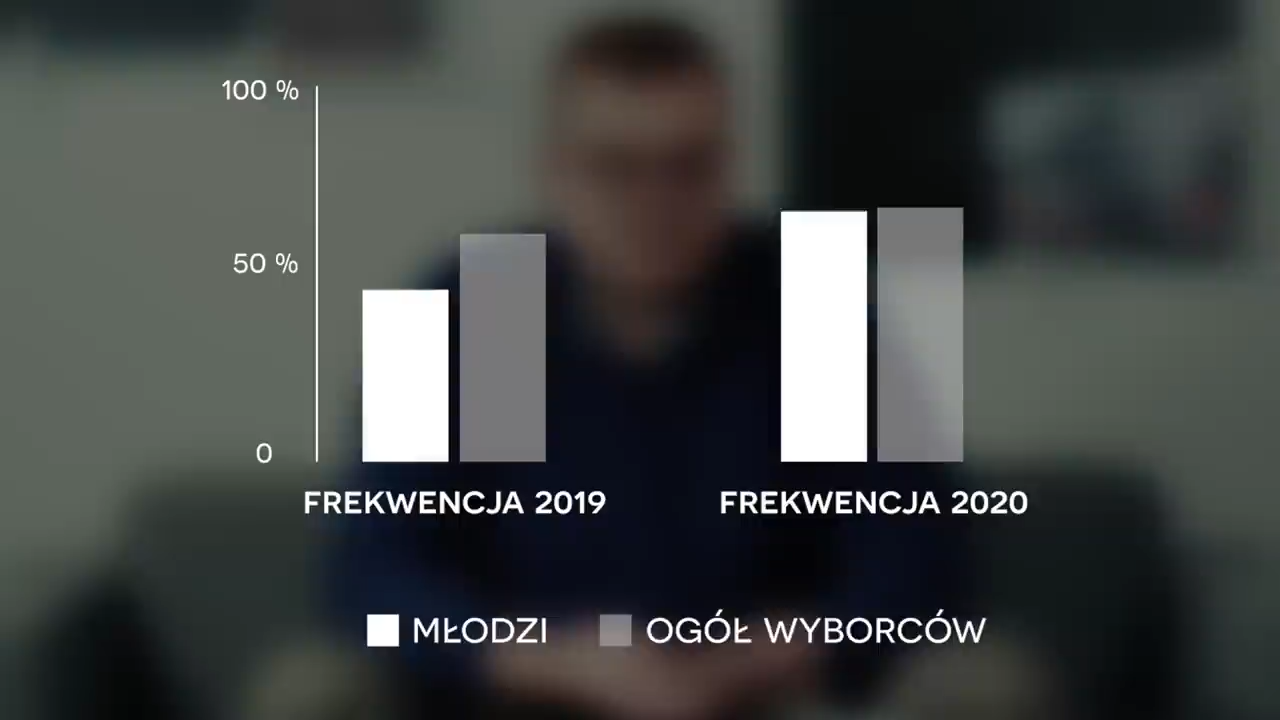 100 %
50 %
0
FREKWENCJA 2019
FREKWENCJA 2020
MŁODZI
OGÓŁ WYBORCÓW